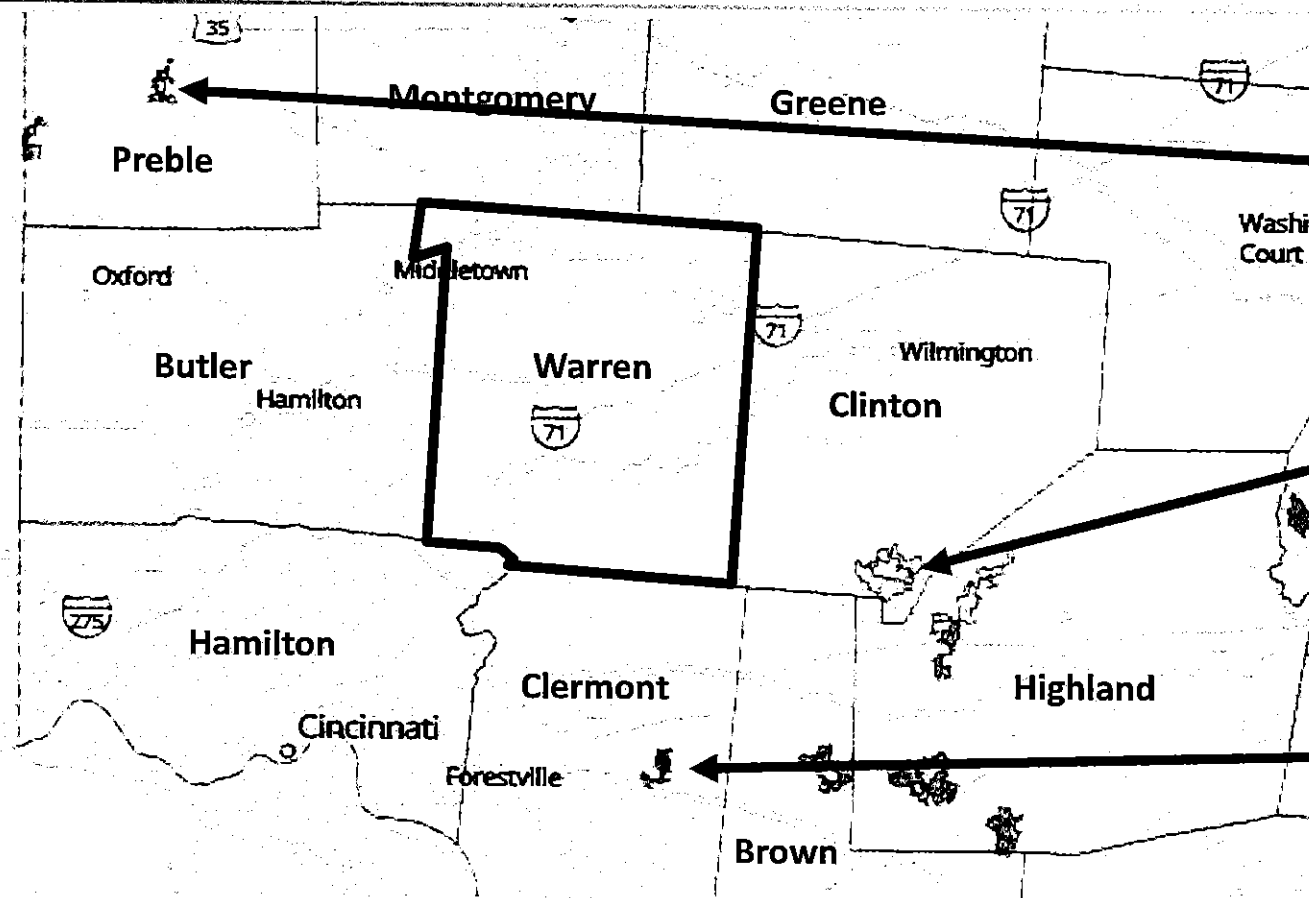 35
71
Montgomery
Greene
Preble
71
Washi
Court
Oxford
Middletown
71
Butler
Warren
Wilmington
Hamilton
Clinton
71
275
Hamilton
Clermont
Highland
Cincinnati
Forestville
Brown